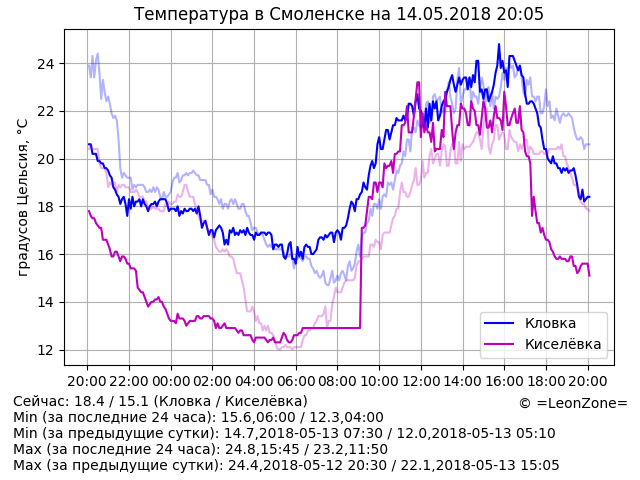 Температура в Смоленске на 14.05.2018 20:05
градусов Цельсия, °C
24
22
20
18
16
14
12
20:00 22:00 00:00 02:00 04:00 06:00 08:00 10:00 12:00 14:00 16:00 18:00 20:00
Кловка
Киселёвка
Сейчас: 18.4 / 15.1 (Кловка / Киселёвка)
© =LeonZone=
Min (за последние 24 часа): 15.6,06:00 / 12.3,04:00
Min (за предыдущие сутки): 14.7,2018-05-13 07:30 / 12.0,2018-05-13 05:10
Max (за последние 24 часа): 24.8,15:45 / 23.2,11:50
Max (за предыдущие сутки): 24.4,2018-05-12 20:30 / 22.1,2018-05-13 15:05